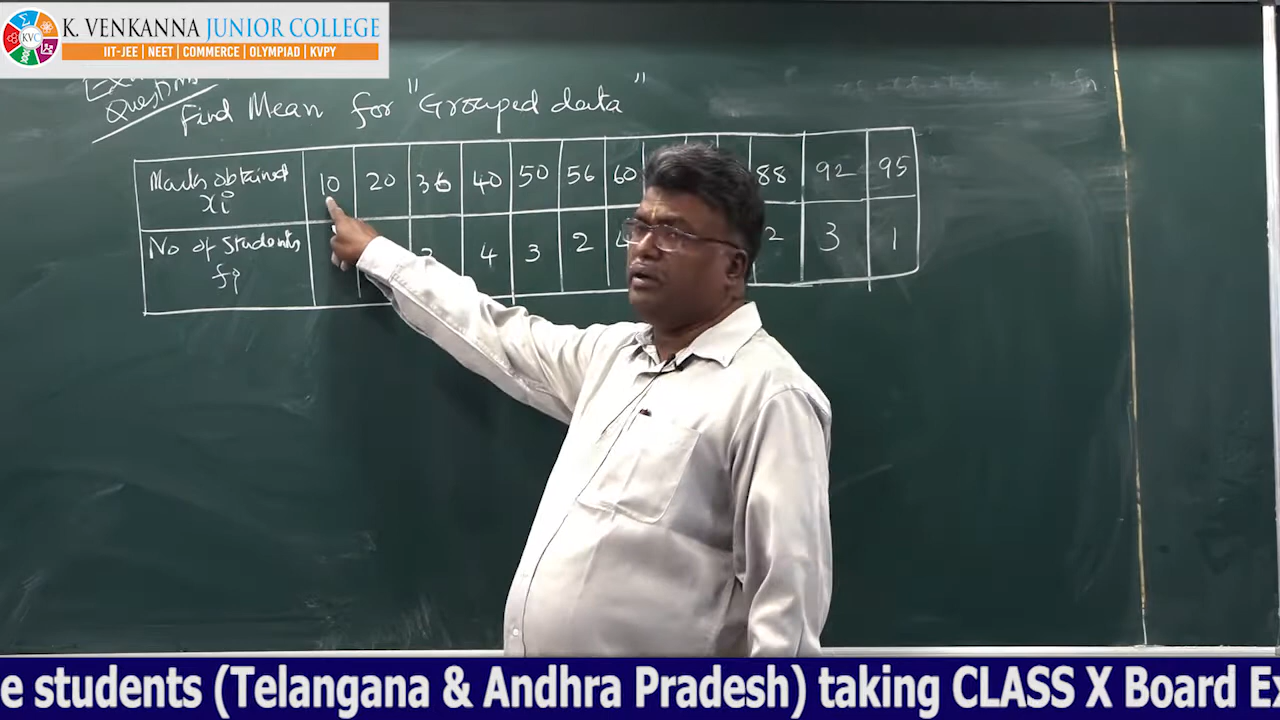 K. VENKANNA JUNIOR COLLEGE
KVC
IIT-JEE | NEET | COMMERCE | OLYMPIAD | KVPY
Questions
Find Mean for "Grouped data"
Marks obtained xi 10 20 36 40 50 56 60 88 92 95
No of Students fi 4 3 2 4 2 3 1
e students (Telangana & Andhra Pradesh) taking CLASS X Board Ex